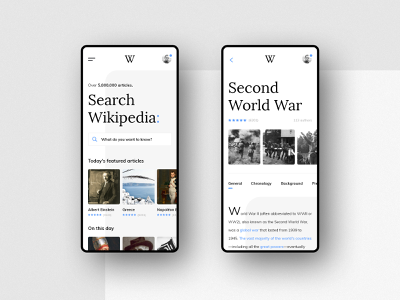 W
Over 5,000,000 articles.
Search
Wikipedia:
What do you want to know?
Today's featured articles
Albert Einstein
Greece
Napoleon B
On this day
W
Second
World War
General
Chronology
Background
Pre
World War II (often abbreviated to WWII or
WW2), also known as the Second World War,
was a global war that lasted from 1939 to
1945. The vast majority of the world's countries
—including all the great powers— eventually